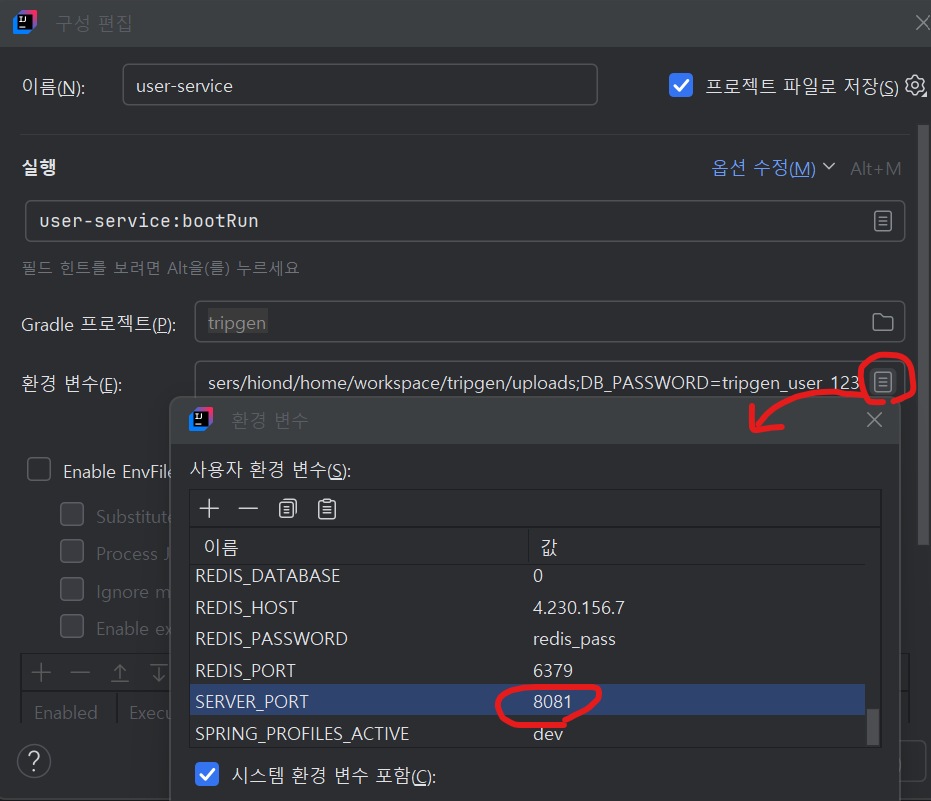 구성 편집
이름(N):
user-service
프로젝트 파일로 저장(S)
실행
옵션 수정(M) Alt+M
user-service:bootRun
필드 힌트를 보려면 Alt을(를) 누르세요
Gradle 프로젝트(P):
tripgen
환경 변수(E):
sers/hiond/home/workspace/tripgen/uploads;DB_PASSWORD=tripgen_user_123
환경 변수
Enable EnvFile
사용자 환경 변수(S):
Substitute
Process J
이름 값
REDIS_DATABASE 0
Ignore m
REDIS_HOST 4.230.156.7
Enable ex
REDIS_PASSWORD redis_pass
REDIS_PORT 6379
SERVER_PORT 8081
Enabled Execu
SPRING_PROFILES_ACTIVE dev
?
시스템 환경 변수 포함(C):